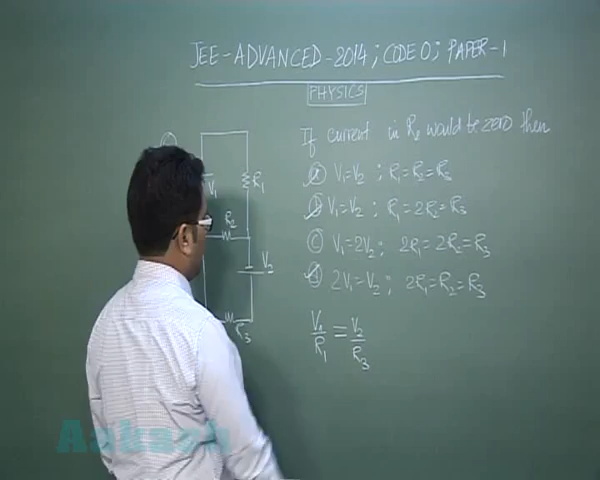 JEE-ADVANCED-2014; CODE 0; PAPER-1
PHYSICS
If current in R2 would be zero then
(a) V1=V2 ; R1=R2=R3
(b) V1=V2 ; R1=2R2=R3
(c) V1=2V2 ; 2R1=2R2=R3
(d) 2V1=V2 ; 2R1=R2=R3
V1/R1 = V2/R3
V1
R1
R2
V2
R3
Aakash